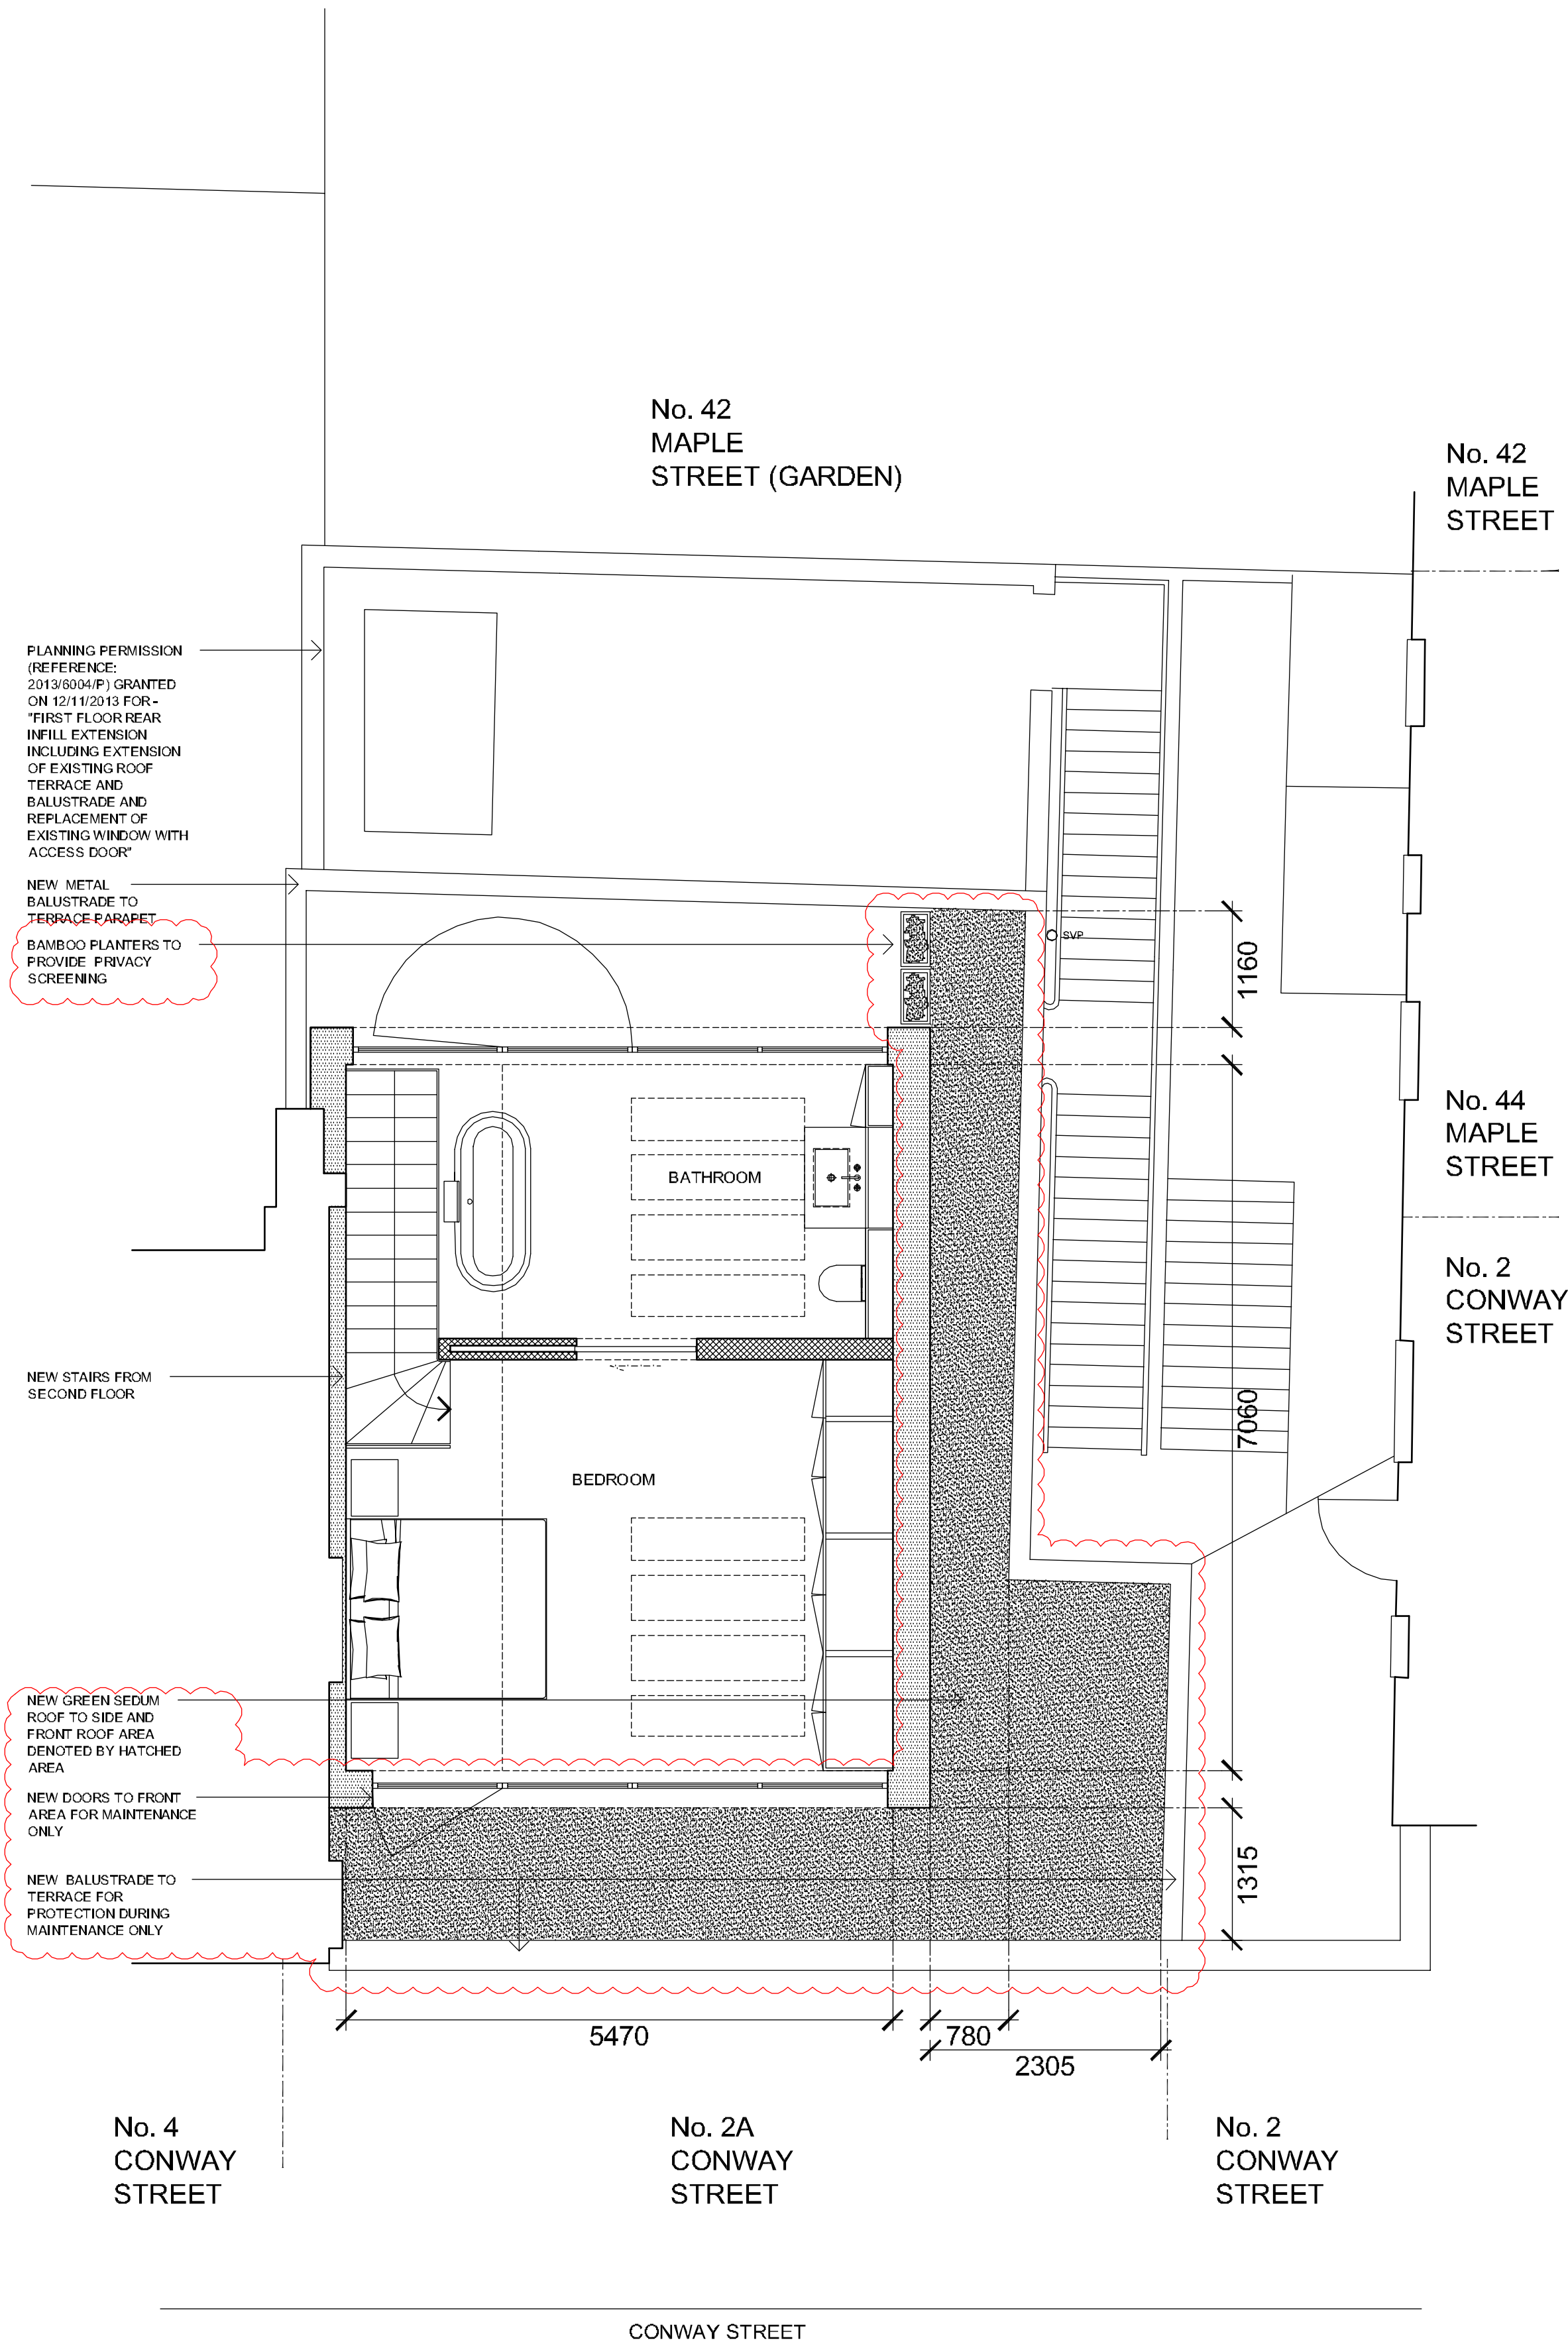 No. 42
MAPLE
STREET (GARDEN)
No. 42
MAPLE
STREET
PLANNING PERMISSION
(REFERENCE:
2013/6004/P) GRANTED
ON 12/11/2013 FOR -
"FIRST FLOOR REAR
INFILL EXTENSION
INCLUDING EXTENSION
OF EXISTING ROOF
TERRACE AND
BALUSTRADE AND
REPLACEMENT OF
EXISTING WINDOW WITH
ACCESS DOOR"
NEW METAL
BALUSTRADE TO
TERRACE PARAPET
BAMBOO PLANTERS TO
PROVIDE PRIVACY
SCREENING
SVP
1160
No. 44
MAPLE
STREET
BATHROOM
No. 2
CONWAY
STREET
NEW STAIRS FROM
SECOND FLOOR
7060
BEDROOM
NEW GREEN SEDUM
ROOF TO SIDE AND
FRONT ROOF AREA
DENOTED BY HATCHED
AREA
NEW DOORS TO FRONT
AREA FOR MAINTENANCE
ONLY
NEW BALUSTRADE TO
TERRACE FOR
PROTECTION DURING
MAINTENANCE ONLY
1315
5470
780
2305
No. 4
CONWAY
STREET
No. 2A
CONWAY
STREET
No. 2
CONWAY
STREET
CONWAY STREET